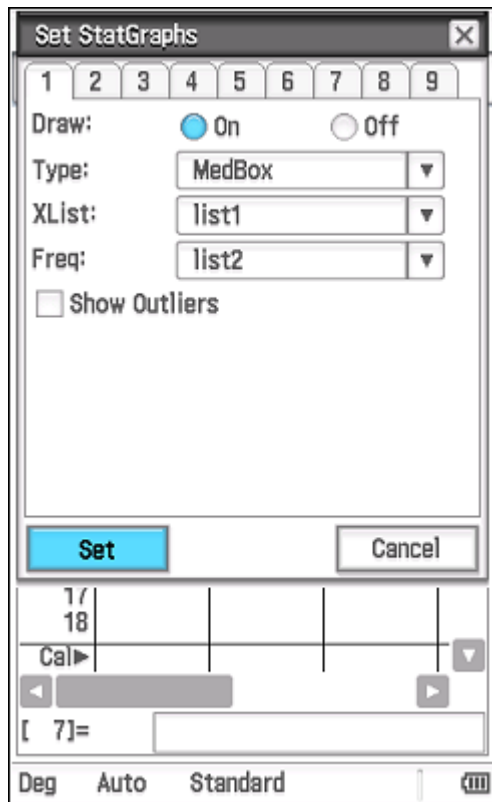 Set StatGraphs
1 2 3 4 5 6 7 8 9
Draw: On Off
Type: MedBox
XList: list1
Freq: list2
Show Outliers
Set Cancel
17
18
Cal▶
[ 7]=
Deg Auto Standard